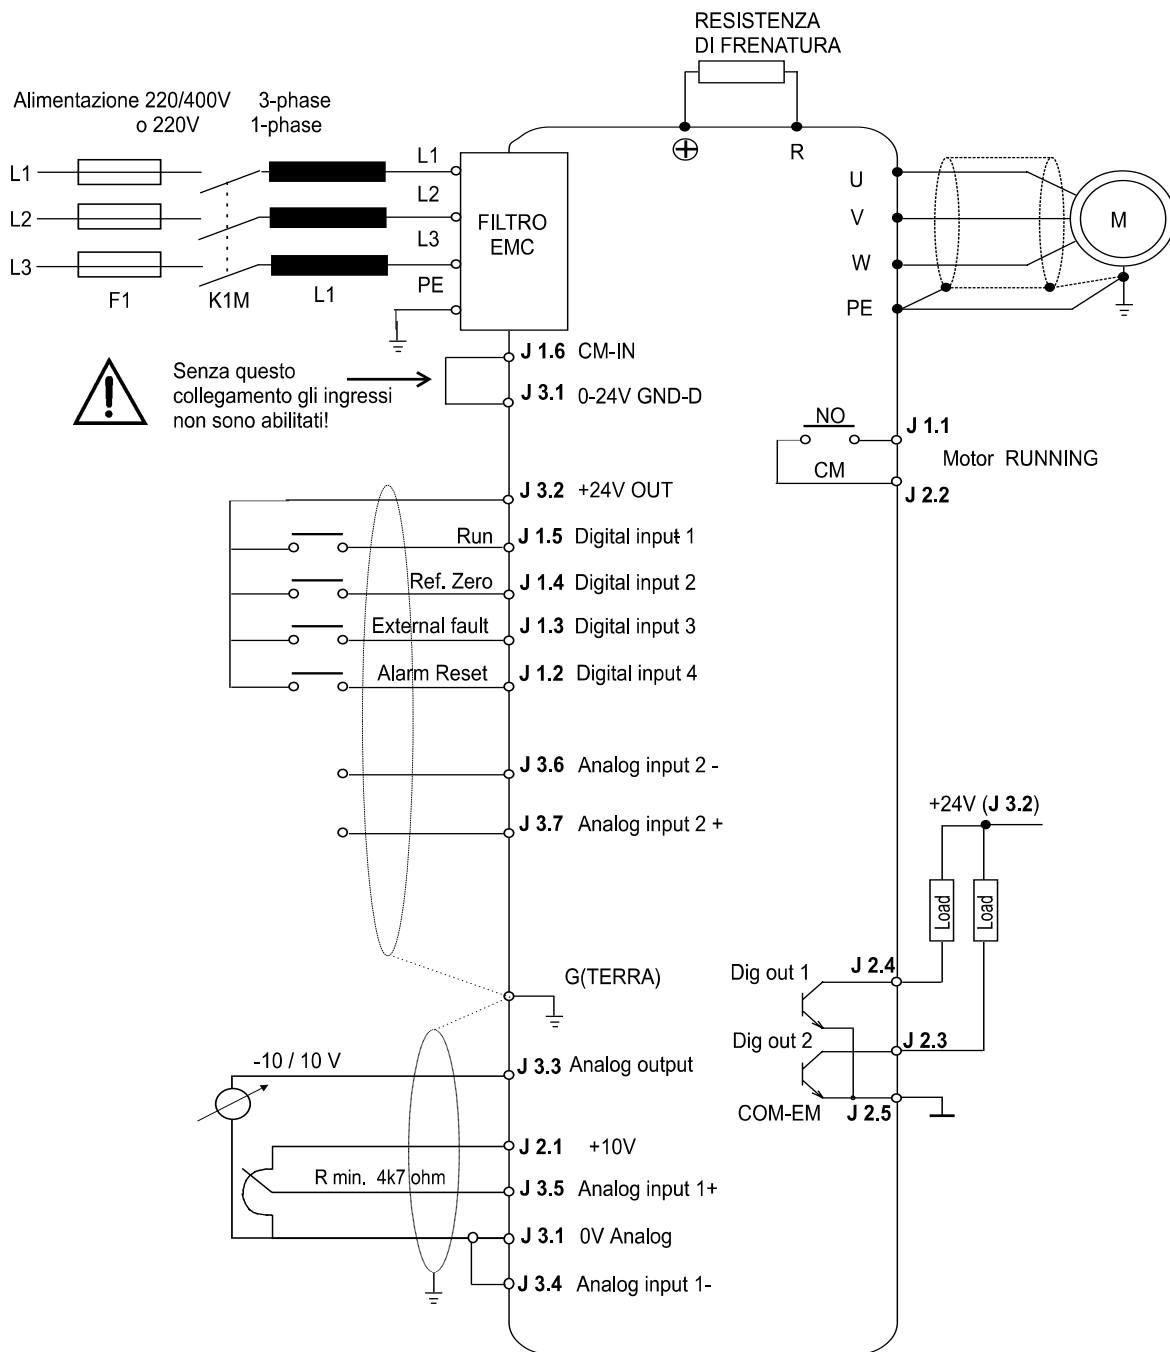 RESISTENZA
DI FRENATURA
Alimentazione 220/400V 3-phase
o 220V 1-phase
R
L1
L2
L3
F1
K1M
L1
L1
L2
L3
PE
FILTRO
EMC
U
V
W
PE
M
Senza questo
collegamento gli ingressi
non sono abilitati!
J 1.6 CM-IN
J 3.1 0-24V GND-D
NO
CM
J 1.1
Motor RUNNING
J 2.2
J 3.2 +24V OUT
Run J 1.5 Digital input 1
Ref. Zero J 1.4 Digital input 2
External fault J 1.3 Digital input 3
Alarm Reset J 1.2 Digital input 4
J 3.6 Analog input 2 -
J 3.7 Analog input 2 +
+24V (J 3.2)
Load
Load
G(TERRA)
Dig out 1 J 2.4
Dig out 2 J 2.3
COM-EM J 2.5
-10 / 10 V J 3.3 Analog output
J 2.1 +10V
R min. 4k7 ohm J 3.5 Analog input 1+
J 3.1 0V Analog
J 3.4 Analog input 1-